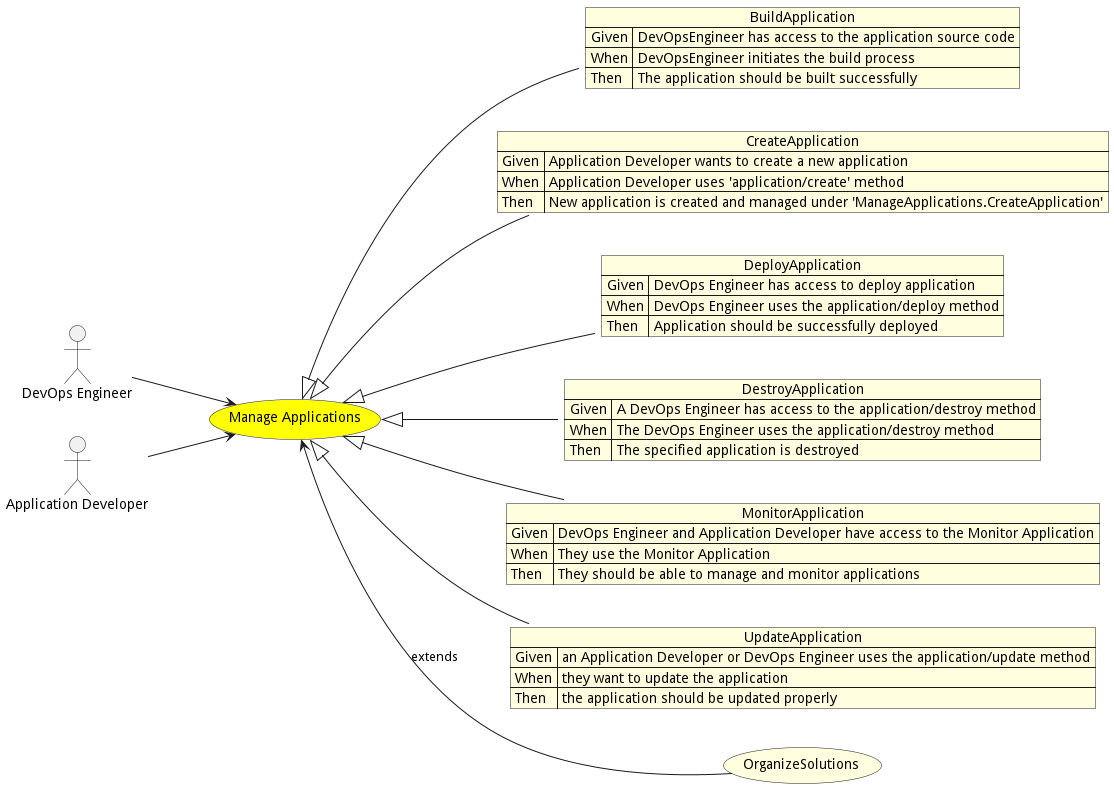 BuildApplication
Given DevOpsEngineer has access to the application source code
When DevOpsEngineer initiates the build process
Then The application should be built successfully
CreateApplication
Given Application Developer wants to create a new application
When Application Developer uses 'application/create' method
Then New application is created and managed under 'ManageApplications.CreateApplication'
DeployApplication
Given DevOps Engineer has access to deploy application
When DevOps Engineer uses the application/deploy method
Then Application should be successfully deployed
DevOps Engineer
Manage Applications
Application Developer
DestroyApplication
Given A DevOps Engineer has access to the application/destroy method
When The DevOps Engineer uses the application/destroy method
Then The specified application is destroyed
MonitorApplication
Given DevOps Engineer and Application Developer have access to the Monitor Application
When They use the Monitor Application
Then They should be able to manage and monitor applications
UpdateApplication
Given an Application Developer or DevOps Engineer uses the application/update method
When they want to update the application
Then the application should be updated properly
extends
OrganizeSolutions